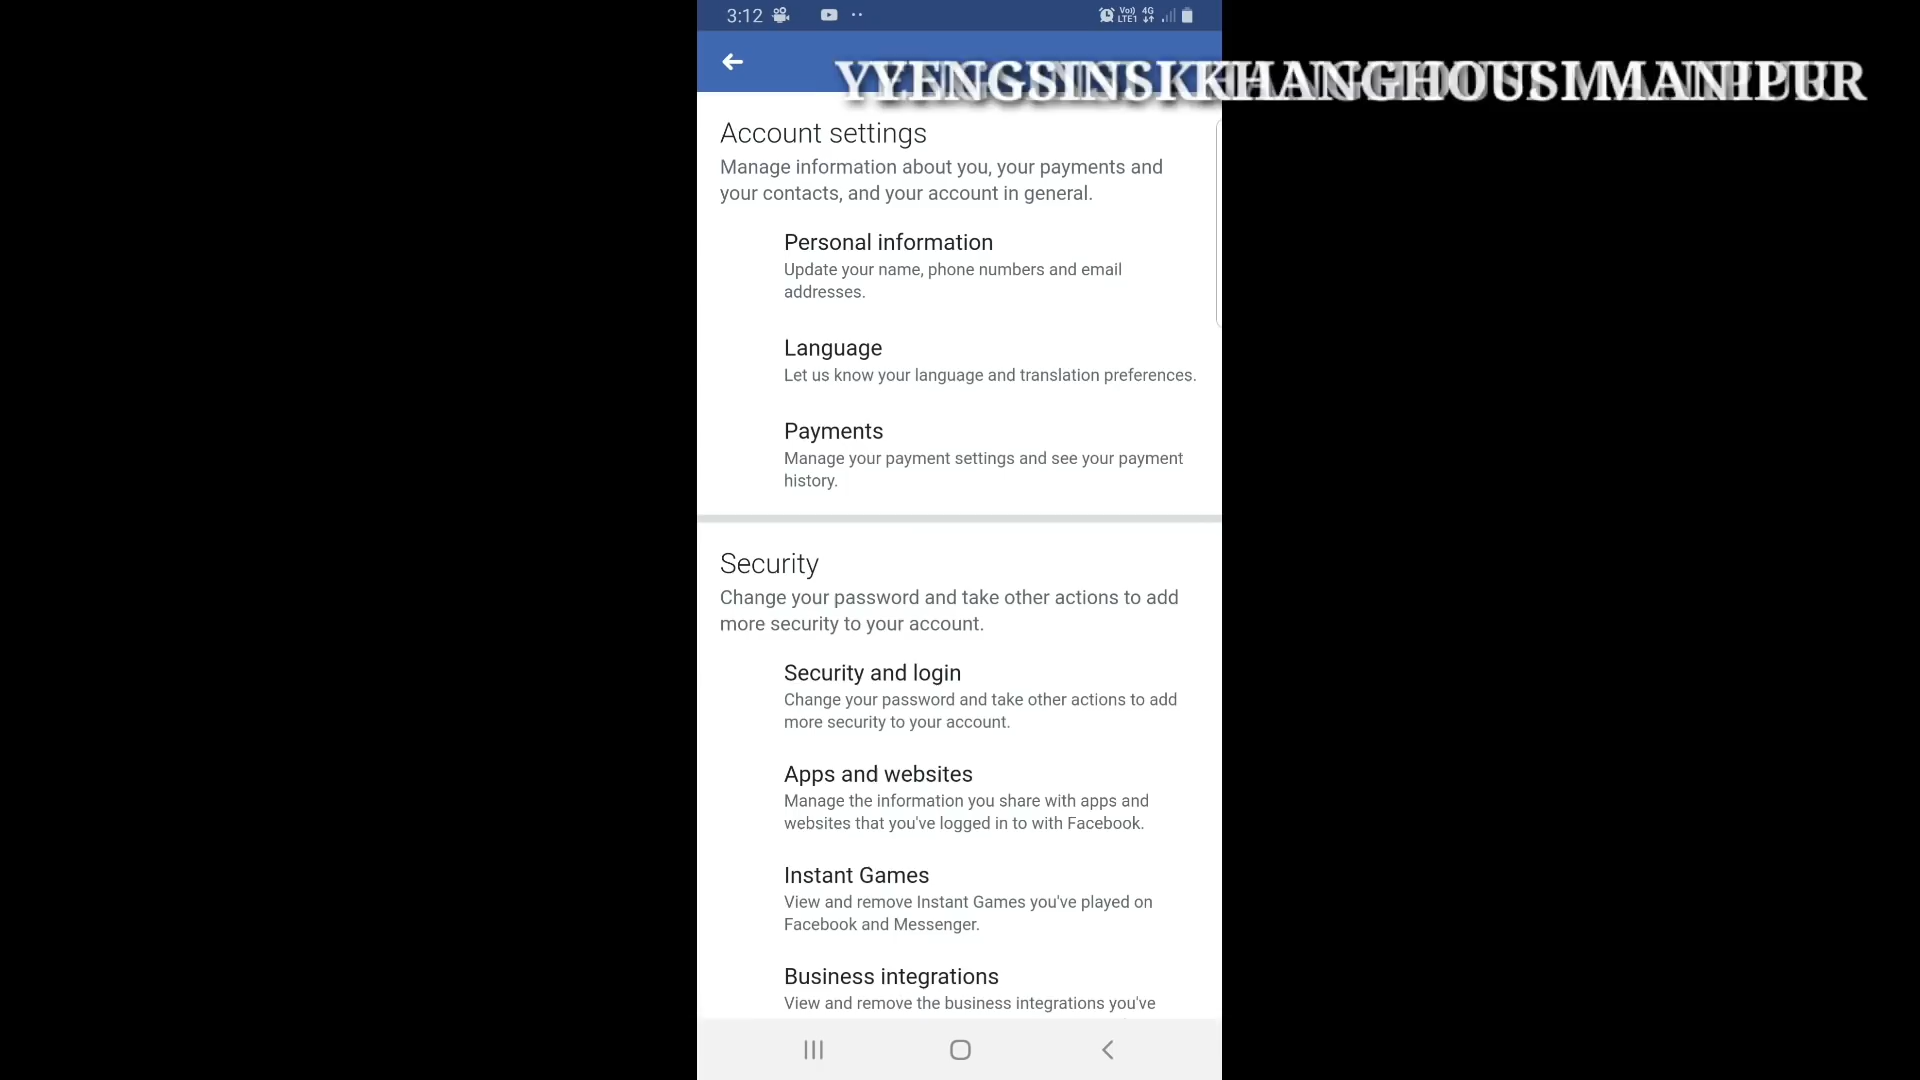 3:12
Vo) 4G
LTE1
Account settings
Manage information about you, your payments and
your contacts, and your account in general.
Personal information
Update your name, phone numbers and email
addresses.
Language
Let us know your language and translation preferences.
Payments
Manage your payment settings and see your payment
history.
Security
Change your password and take other actions to add
more security to your account.
Security and login
Change your password and take other actions to add
more security to your account.
Apps and websites
Manage the information you share with apps and
websites that you've logged in to with Facebook.
Instant Games
View and remove Instant Games you've played on
Facebook and Messenger.
Business integrations
View and remove the business integrations you've